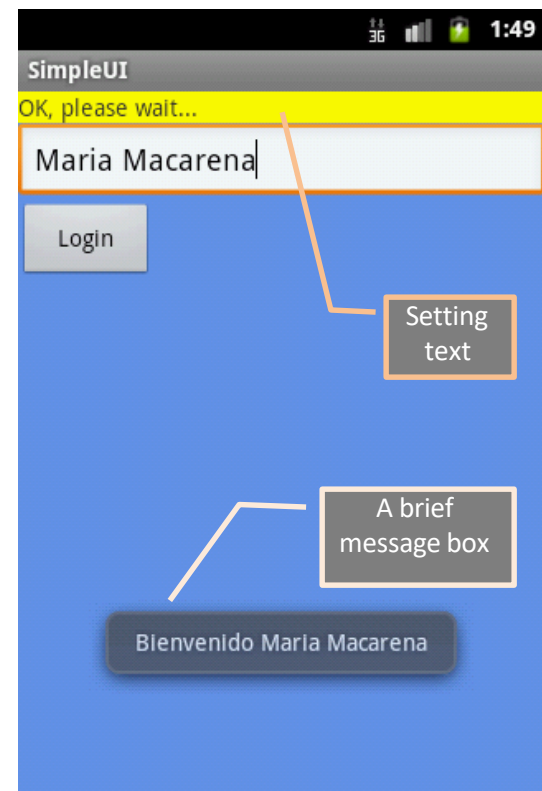 3G 1:49
SimpleUI
OK, please wait...
Maria Macarena
Login
Setting
text
A brief
message box
Bienvenido Maria Macarena